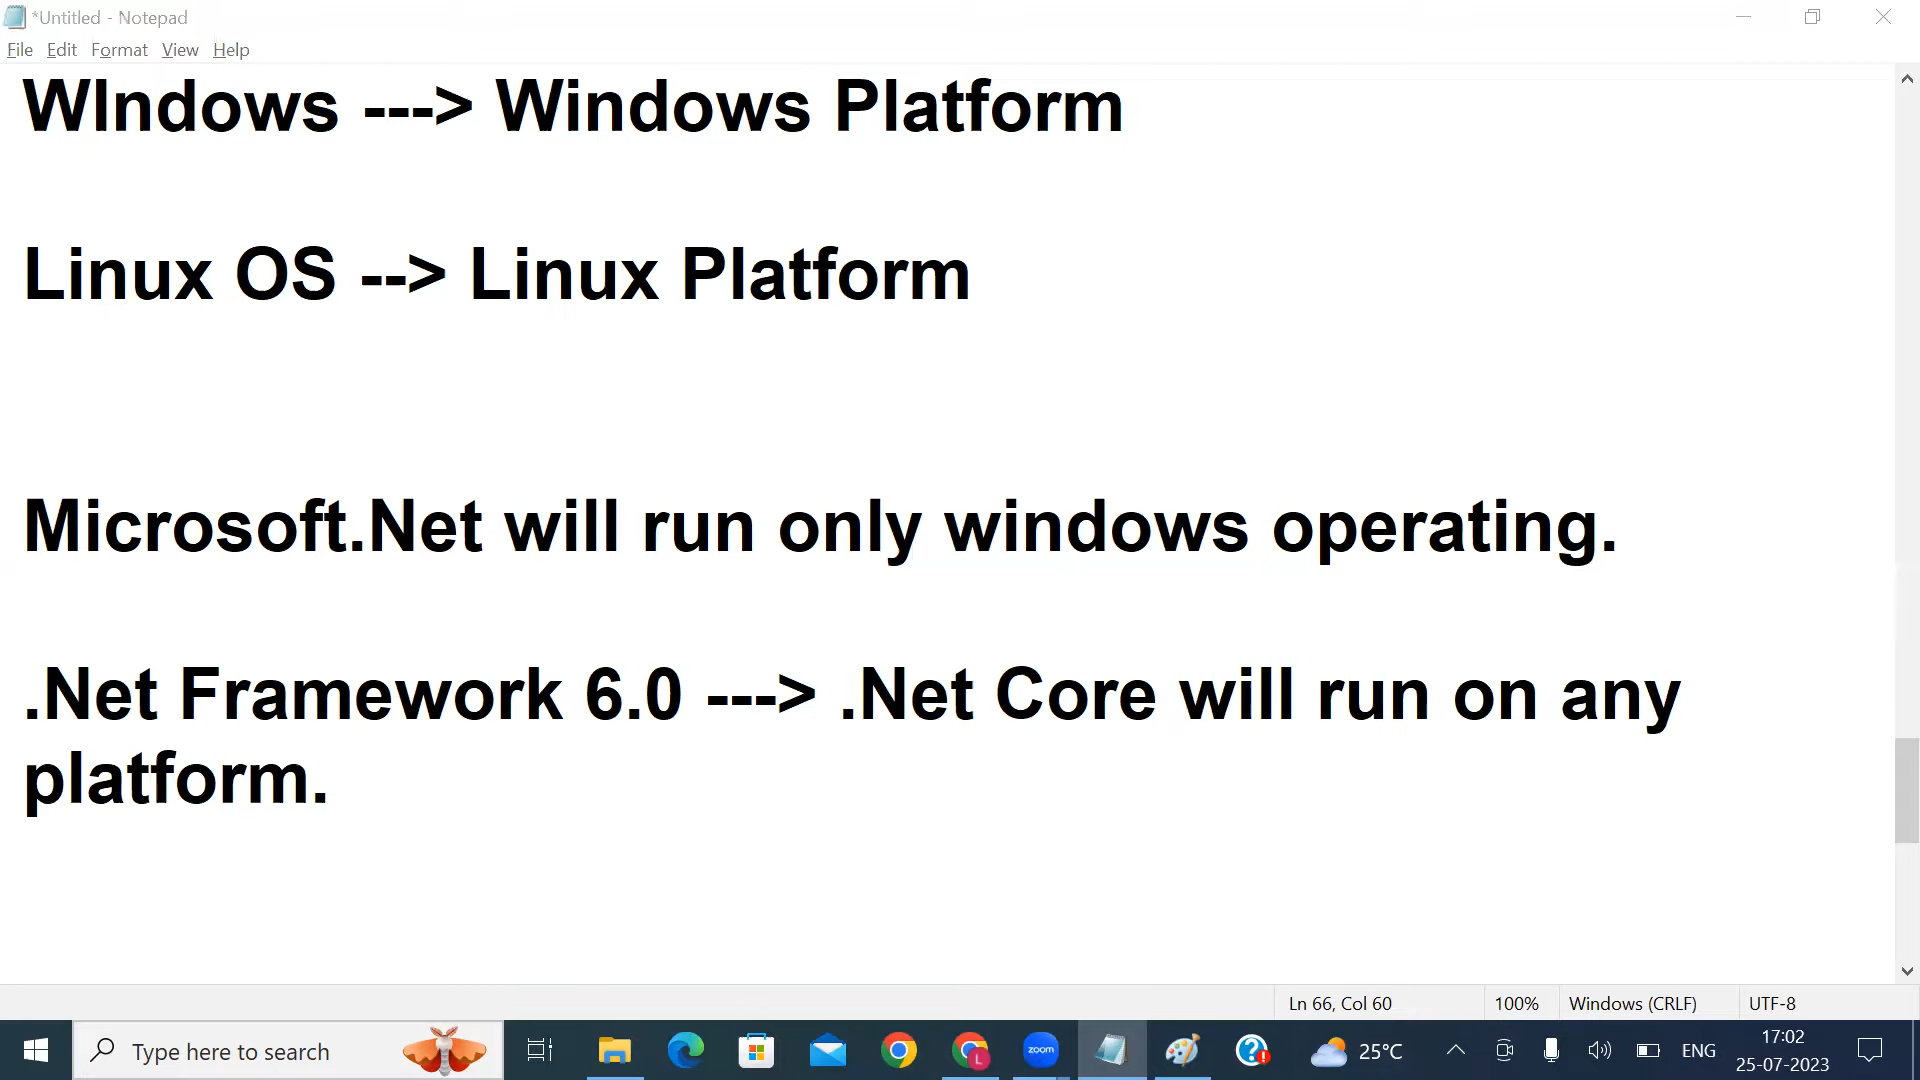 *Untitled - Notepad
File Edit Format View Help
WIndows ---> Windows Platform
Linux OS --> Linux Platform
Microsoft.Net will run only windows operating.
.Net Framework 6.0 ---> .Net Core will run on any
platform.
Ln 66, Col 60 100% Windows (CRLF) UTF-8
Type here to search L zoom 25°C ENG 17:02
25-07-2023